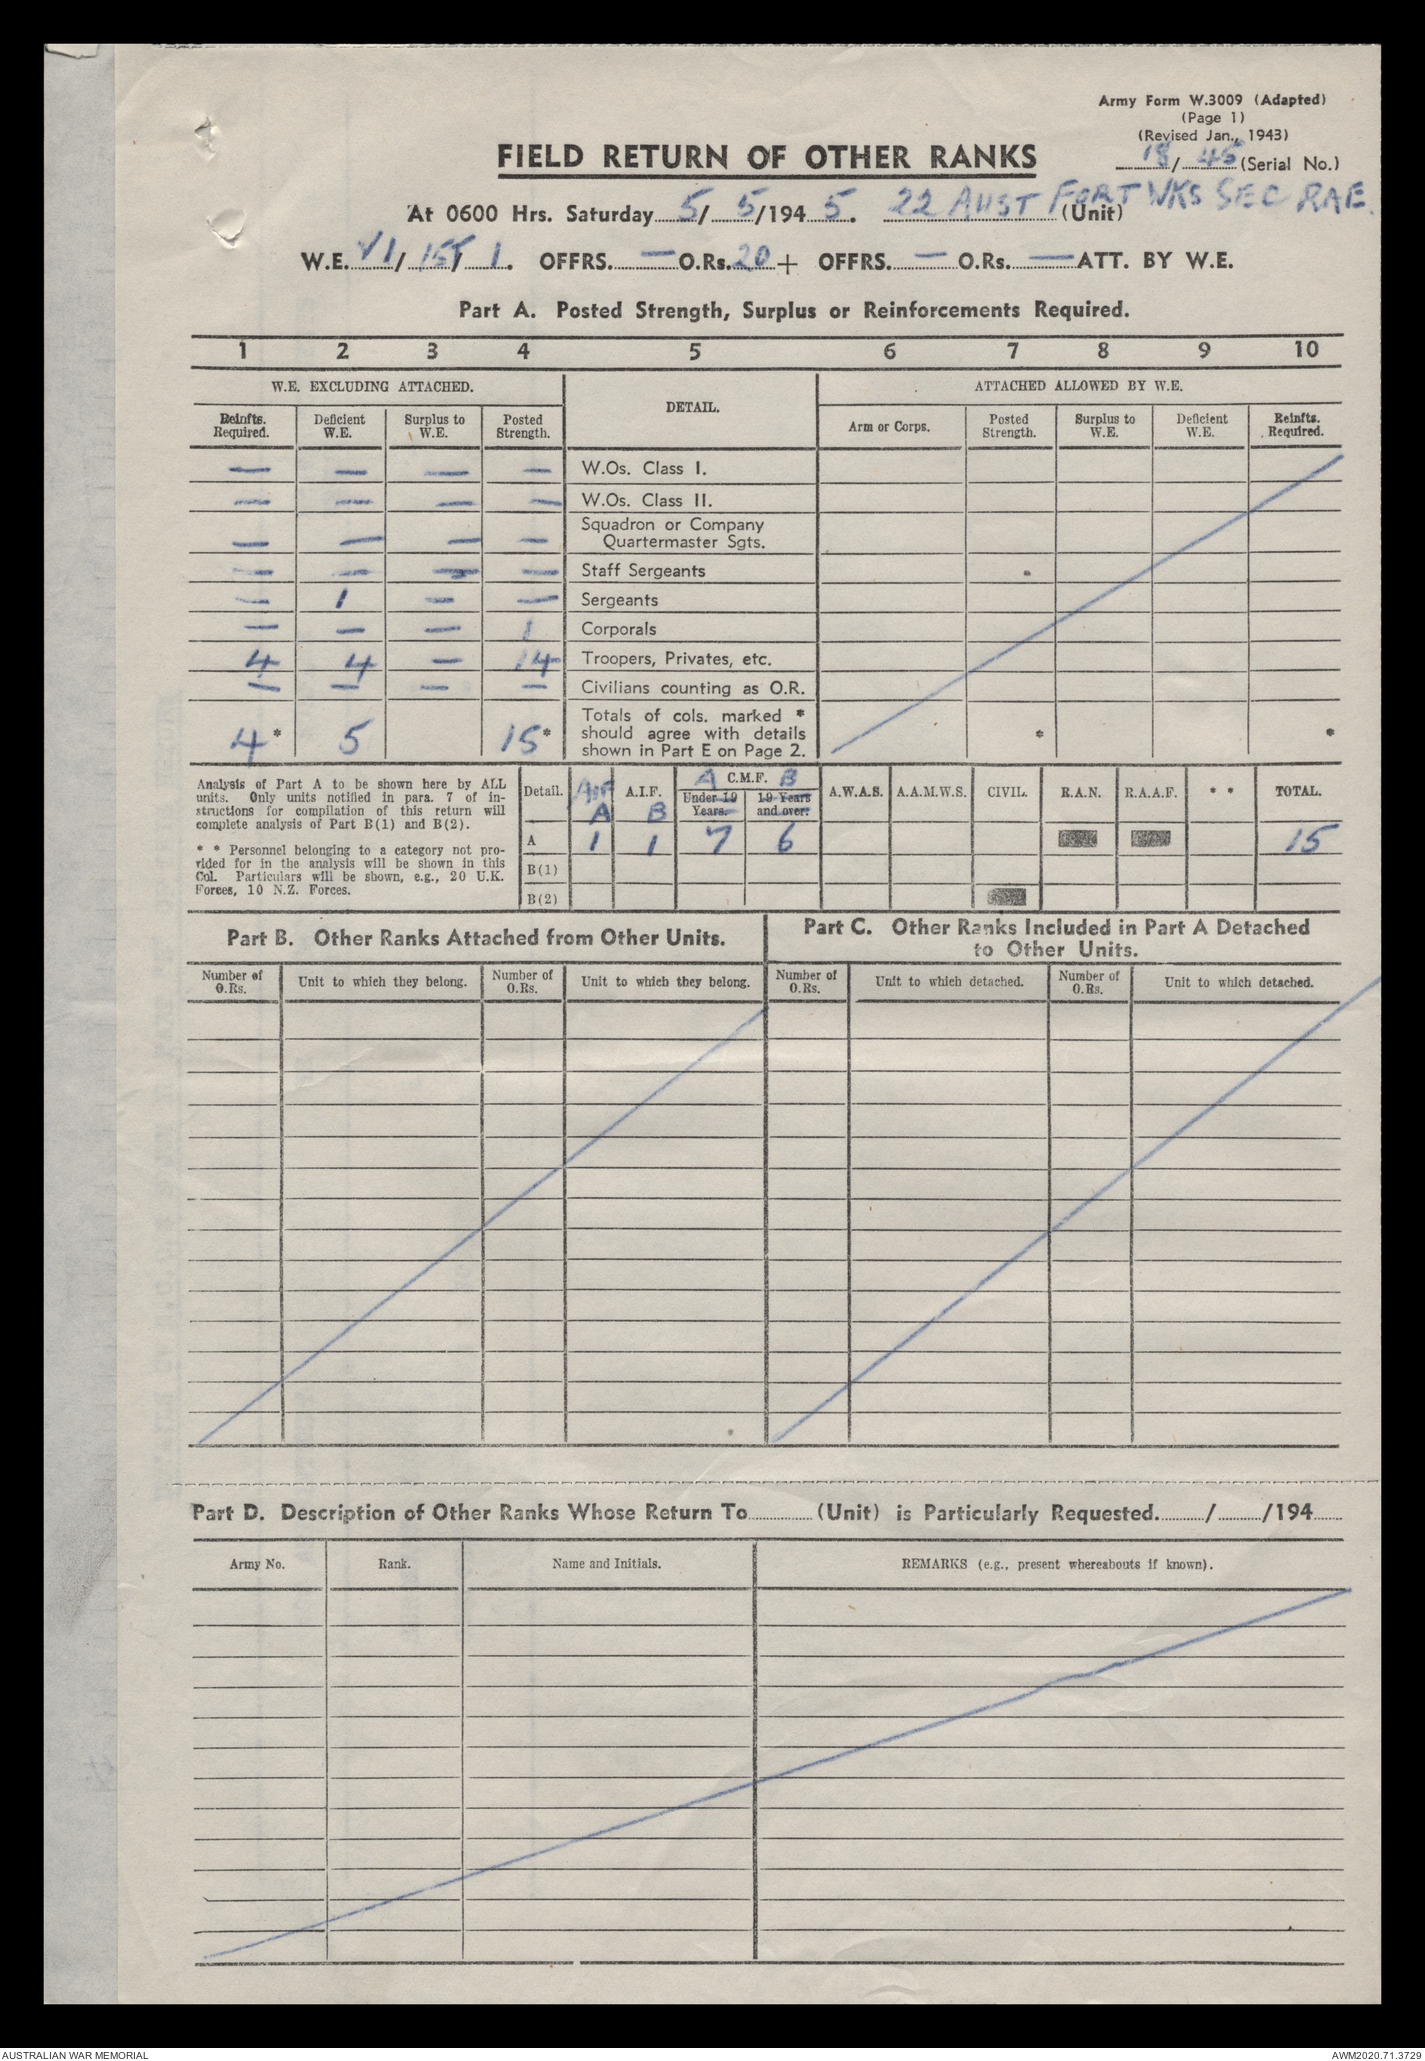 Army Form W.3009 (Adapted)
(Page 1)
(Revised Jan., 1943)
18/45 (Serial No.)
FIELD RETURN OF OTHER RANKS
At 0600 Hrs. Saturday 5/5/1945. 22 AUST FORT WKS SEC RAE. (Unit)
W.E. VI/157/1. OFFRS. — O.Rs. 20 + OFFRS. — O.Rs. — ATT. BY W.E.
Part A. Posted Strength, Surplus or Reinforcements Required.
1 2 3 4 5 6 7 8 9 10
W.E. EXCLUDING ATTACHED. DETAIL. ATTACHED ALLOWED BY W.E.
Reinfts. Required. Deficient W.E. Surplus to W.E. Posted Strength. Arm or Corps. Posted Strength. Surplus to W.E. Deficient W.E. Reinfts. Required.
— — — — W.Os. Class I.
— — — — W.Os. Class II.
— — — — Squadron or Company Quartermaster Sgts.
— — — — Staff Sergeants
— 1 — — Sergeants
— — — 1 Corporals
4 4 — 14 Troopers, Privates, etc.
— — — — Civilians counting as O.R.
4* 5 15* Totals of cols. marked * should agree with details shown in Part E on Page 2. * *
Analysis of Part A to be shown here by ALL
units. Only units notified in para. 7 of in-
structions for compilation of this return will
complete analysis of Part B(1) and B(2).
* * Personnel belonging to a category not pro-
vided for in the analysis will be shown in this
Col. Particulars will be shown, e.g., 20 U.K.
Forces, 10 N.Z. Forces.
Detail. AIF A A.I.F. B C.M.F. A Under 19 Years. B 19 Years and over. A.W.A.S. A.A.M.W.S. CIVIL. R.A.N. R.A.A.F. * * TOTAL.
A 1 1 7 6 15
B(1)
B(2)
Part B. Other Ranks Attached from Other Units.
Part C. Other Ranks Included in Part A Detached
to Other Units.
Number of O.Rs. Unit to which they belong. Number of O.Rs. Unit to which they belong. Number of O.Rs. Unit to which detached. Number of O.Rs. Unit to which detached.
Part D. Description of Other Ranks Whose Return To (Unit) is Particularly Requested. / /194
Army No. Rank. Name and Initials. REMARKS (e.g., present whereabouts if known).
AUSTRALIAN WAR MEMORIAL AWM2020.71.3729